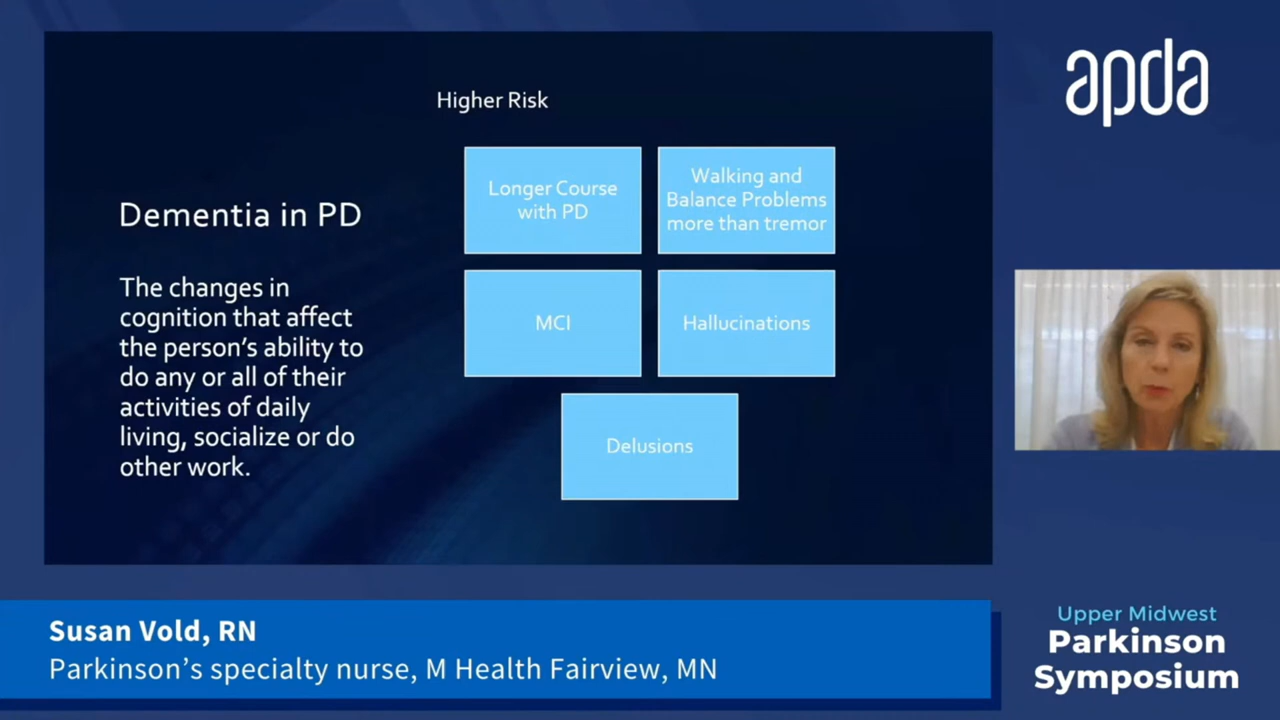 apda
Higher Risk
Dementia in PD
The changes in
cognition that affect
the person's ability to
do any or all of their
activities of daily
living, socialize or do
other work.
Longer Course
with PD
Walking and
Balance Problems
more than tremor
MCI
Hallucinations
Delusions
Susan Vold, RN
Parkinson's specialty nurse, M Health Fairview, MN
Upper Midwest
Parkinson
Symposium